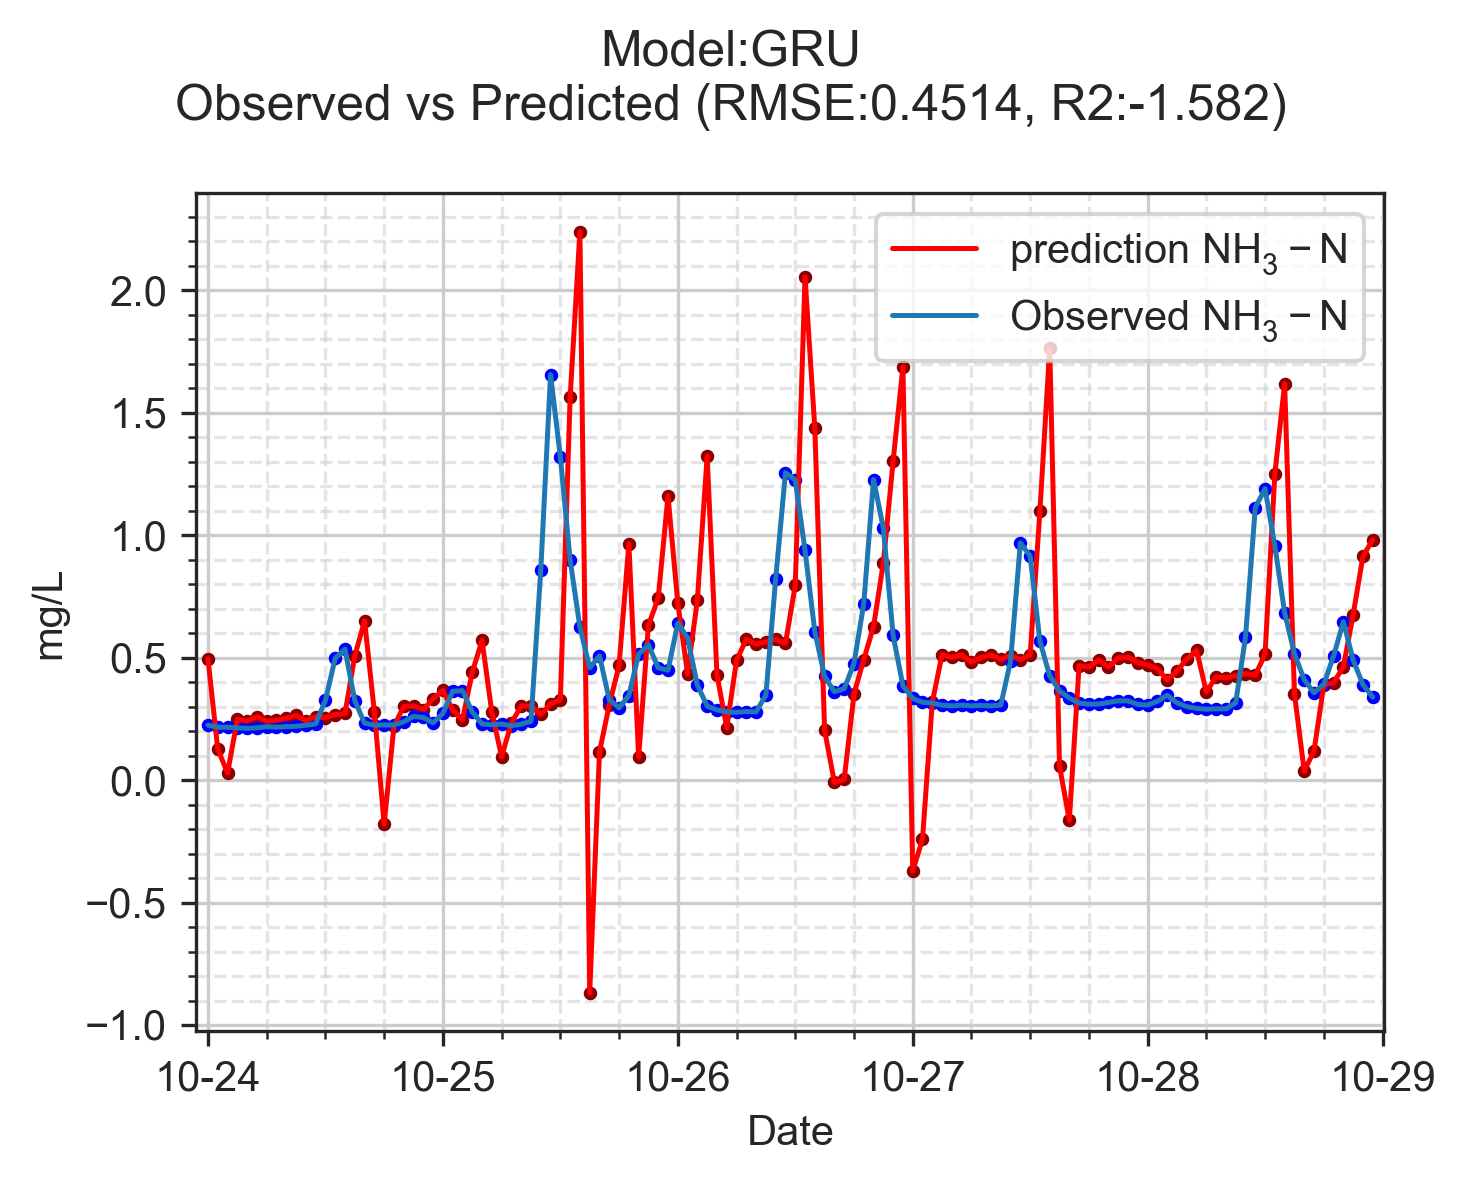 Model:GRU
Observed vs Predicted (RMSE:0.4514, R2:-1.582)
prediction NH₃ − N
Observed NH₃ − N
2.0
1.5
1.0
0.5
0.0
−0.5
−1.0
mg/L
10-24 10-25 10-26 10-27 10-28 10-29
Date